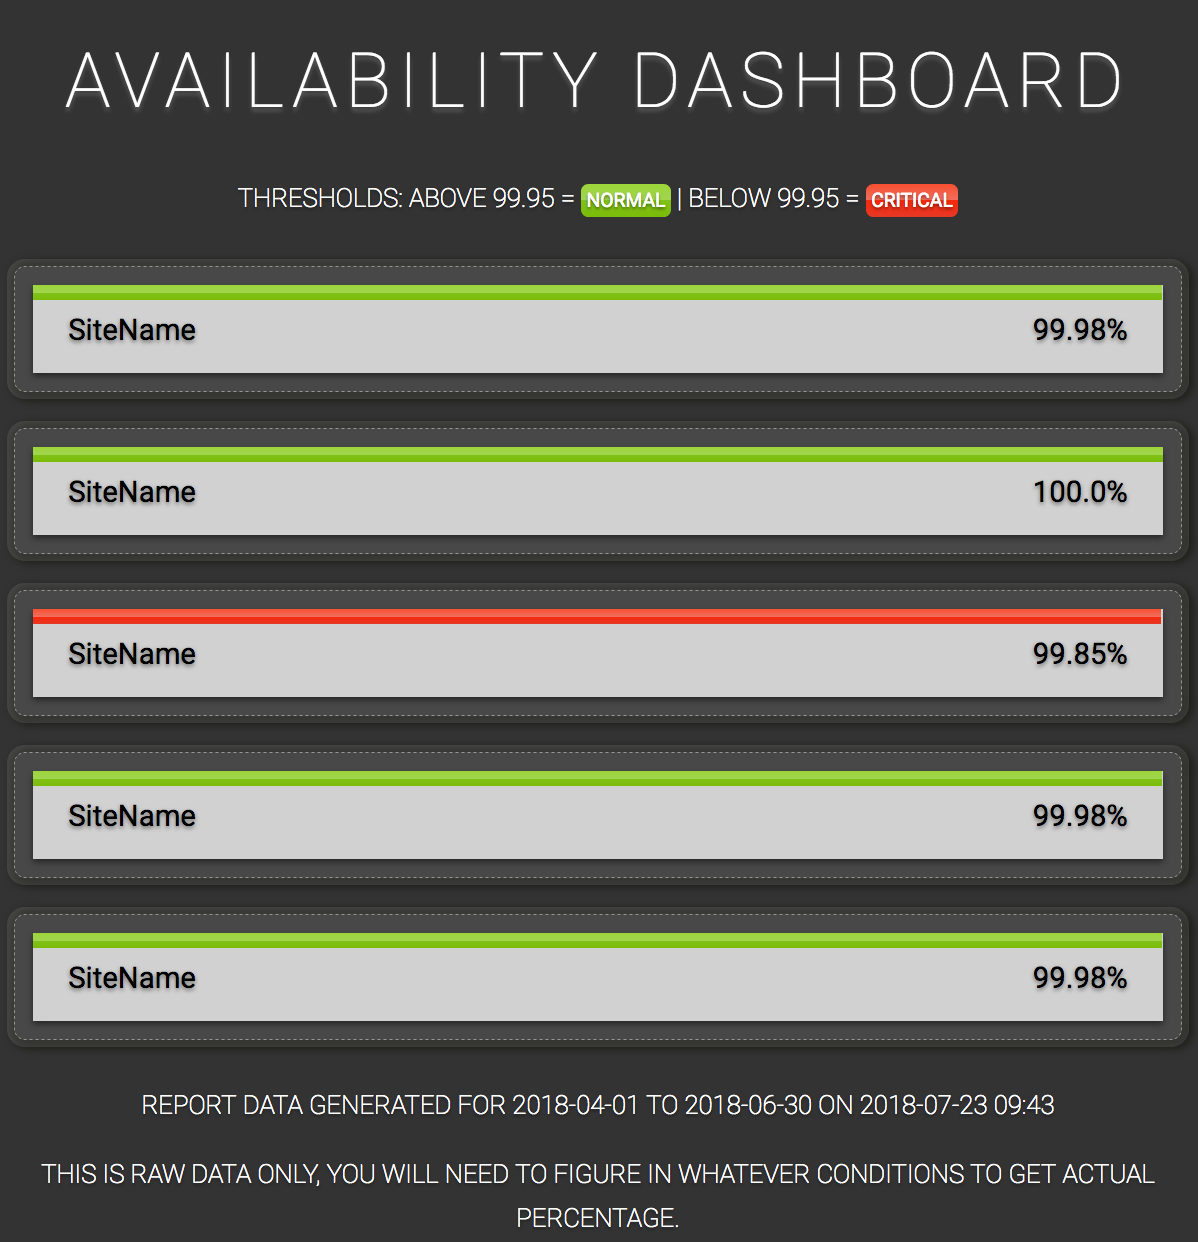 AVAILABILITY DASHBOARD
THRESHOLDS: ABOVE 99.95 = NORMAL | BELOW 99.95 = CRITICAL
SiteName 99.98%
SiteName 100.0%
SiteName 99.85%
SiteName 99.98%
SiteName 99.98%
REPORT DATA GENERATED FOR 2018-04-01 TO 2018-06-30 ON 2018-07-23 09:43
THIS IS RAW DATA ONLY, YOU WILL NEED TO FIGURE IN WHATEVER CONDITIONS TO GET ACTUAL
PERCENTAGE.